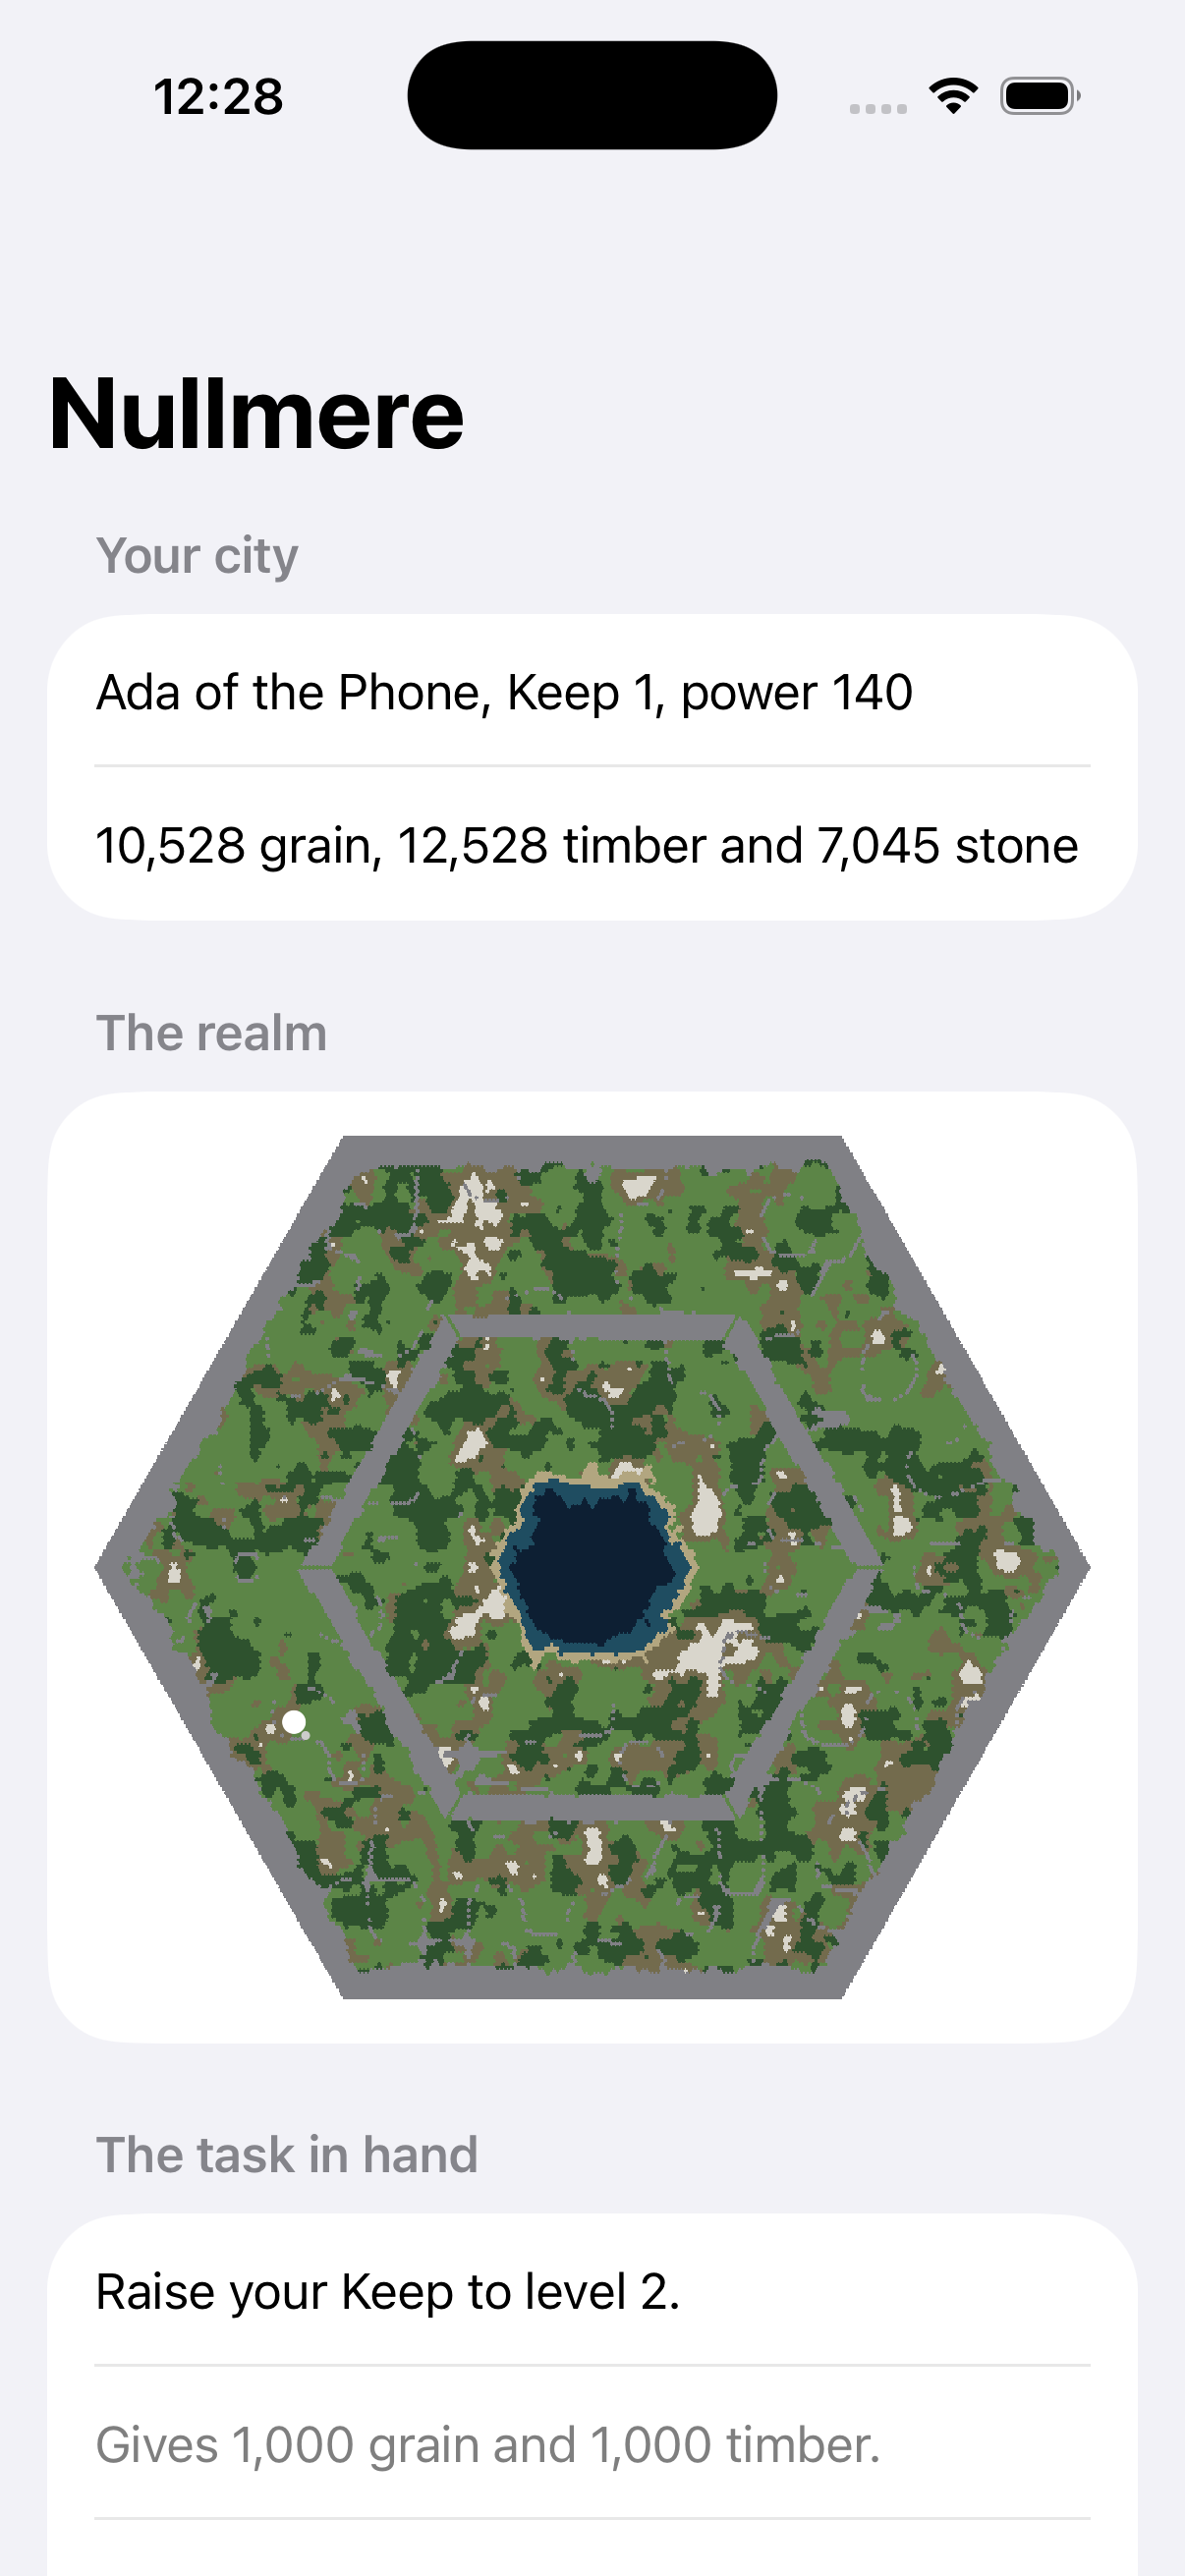 12:28
Nullmere
Your city
Ada of the Phone, Keep 1, power 140
10,528 grain, 12,528 timber and 7,045 stone
The realm
The task in hand
Raise your Keep to level 2.
Gives 1,000 grain and 1,000 timber.